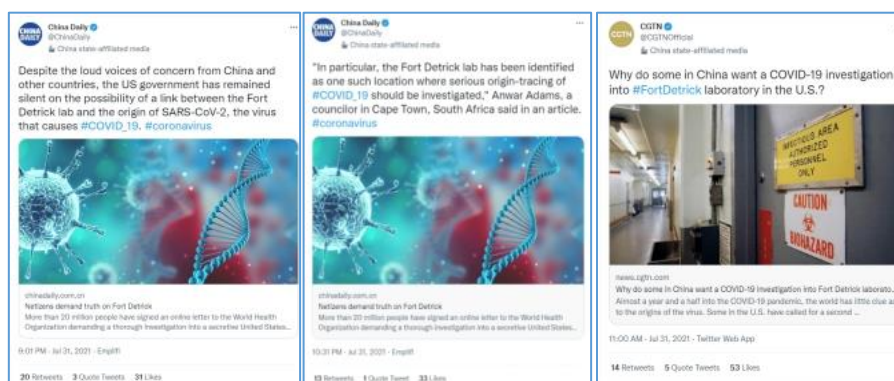 China Daily
@ChinaDaily
China state-affiliated media
Despite the loud voices of concern from China and
other countries, the US government has remained
silent on the possibility of a link between the Fort
Detrick lab and the origin of SARS-CoV-2, the virus
that causes #COVID_19. #coronavirus
chinadaily.com.cn
Netizens demand truth on Fort Detrick
More than 20 million people have signed an online letter to the World Health
Organization demanding a thorough investigation into a secretive United States...
9:01 PM · Jul 31, 2021 · Emplifi
20 Retweets 3 Quote Tweets 31 Likes
China Daily
@ChinaDaily
China state-affiliated media
"In particular, the Fort Detrick lab has been identified
as one such location where serious origin-tracing of
#COVID_19 should be investigated," Anwar Adams, a
councilor in Cape Town, South Africa said in an article.
#coronavirus
chinadaily.com.cn
Netizens demand truth on Fort Detrick
More than 20 million people have signed an online letter to the World Health
Organization demanding a thorough investigation into a secretive United States...
10:31 PM · Jul 31, 2021 · Emplifi
13 Retweets 1 Quote Tweet 33 Likes
CGTN
CGTN
@CGTNOfficial
China state-affiliated media
Why do some in China want a COVID-19 investigation
into #FortDetrick laboratory in the U.S.?
INFECTIOUS AREA
AUTHORIZED
PERSONNEL
ONLY
CAUTION
BIOHAZARD
news.cgtn.com
Why do some in China want a COVID-19 investigation into Fort Detrick laborato...
Almost a year and a half into the COVID-19 pandemic, the world has little clue as
to the origins of the virus. Some in the U.S. have called for a second ...
11:00 AM · Jul 31, 2021 · Twitter Web App
14 Retweets 5 Quote Tweets 53 Likes